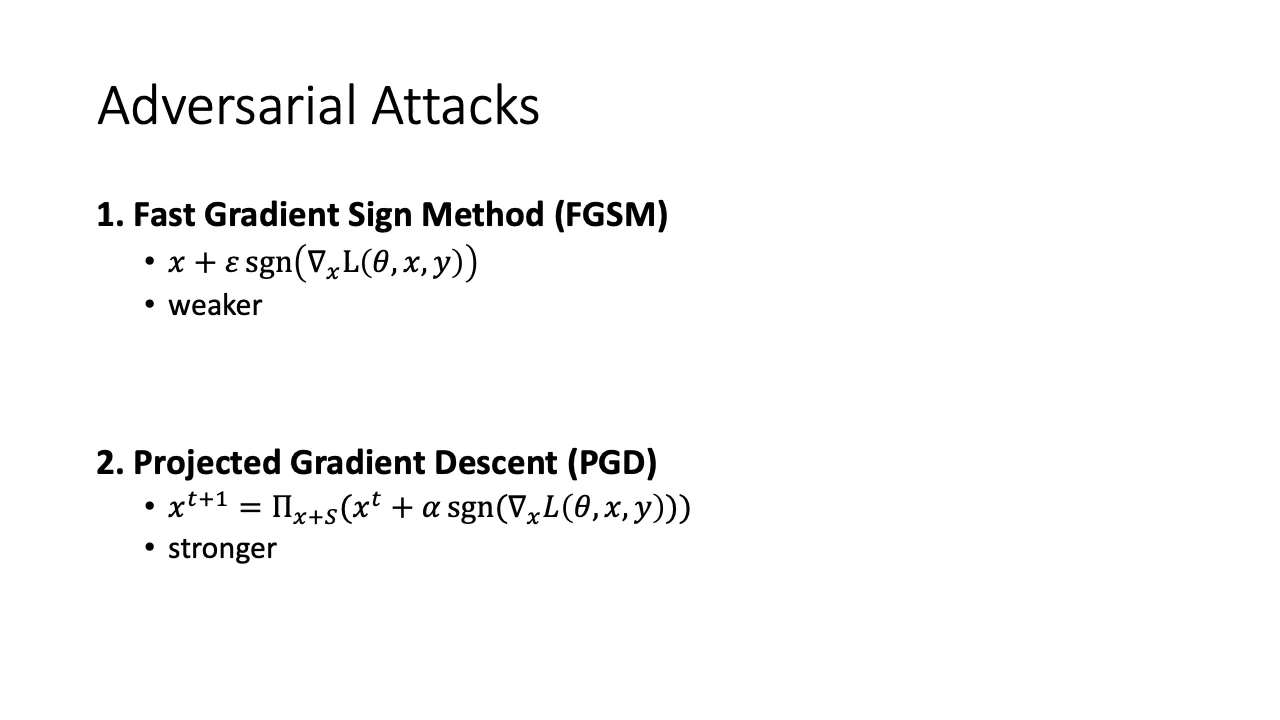 Adversarial Attacks
1. Fast Gradient Sign Method (FGSM)
• 𝑥 + 𝜀 sgn(∇ₓL(𝜃, 𝑥, 𝑦))
• weaker
2. Projected Gradient Descent (PGD)
• 𝑥ᵗ⁺¹ = Π_{𝑥+𝑆}(𝑥ᵗ + 𝛼 sgn(∇ₓ𝐿(𝜃, 𝑥, 𝑦)))
• stronger